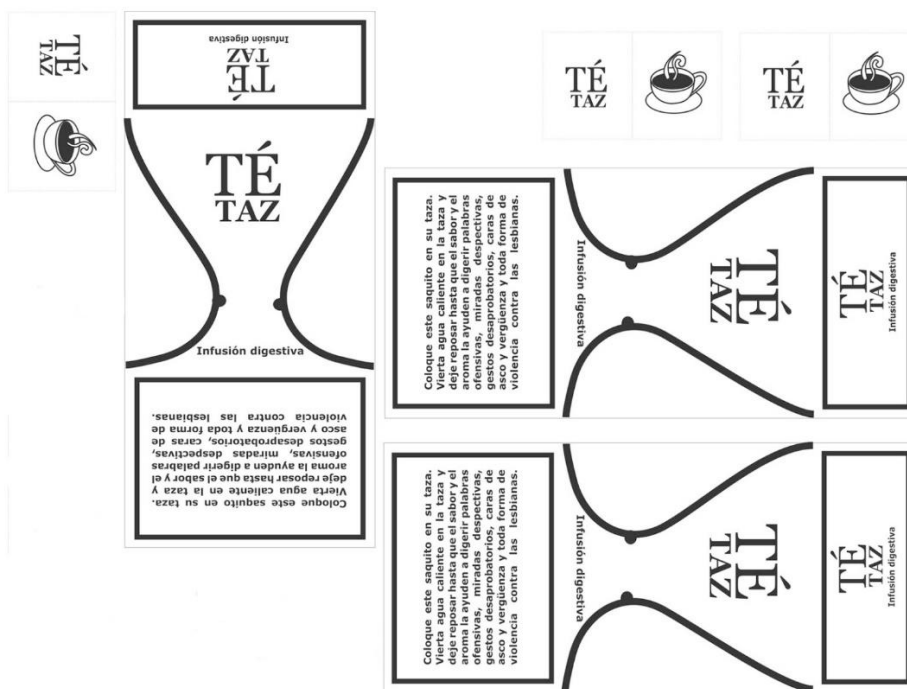 TÉ
TAZ
TÉ
TAZ
Infusión digestiva
TÉ
TAZ
Infusión digestiva
Coloque este saquito en su taza.
Vierta agua caliente en la taza y
deje reposar hasta que el sabor y el
aroma la ayuden a digerir palabras
ofensivas, miradas despectivas,
gestos desaprobatorios, caras de
asco y vergüenza y toda forma de
violencia contra las lesbianas.
TÉ
TAZ
TÉ
TAZ
Coloque este saquito en su taza.
Vierta agua caliente en la taza y
deje reposar hasta que el sabor y el
aroma la ayuden a digerir palabras
ofensivas, miradas despectivas,
gestos desaprobatorios, caras de
asco y vergüenza y toda forma de
violencia contra las lesbianas.
Infusión digestiva
TÉ
TAZ
TÉ
TAZ
Infusión digestiva
Coloque este saquito en su taza.
Vierta agua caliente en la taza y
deje reposar hasta que el sabor y el
aroma la ayuden a digerir palabras
ofensivas, miradas despectivas,
gestos desaprobatorios, caras de
asco y vergüenza y toda forma de
violencia contra las lesbianas.
Infusión digestiva
TÉ
TAZ
TÉ
TAZ
Infusión digestiva